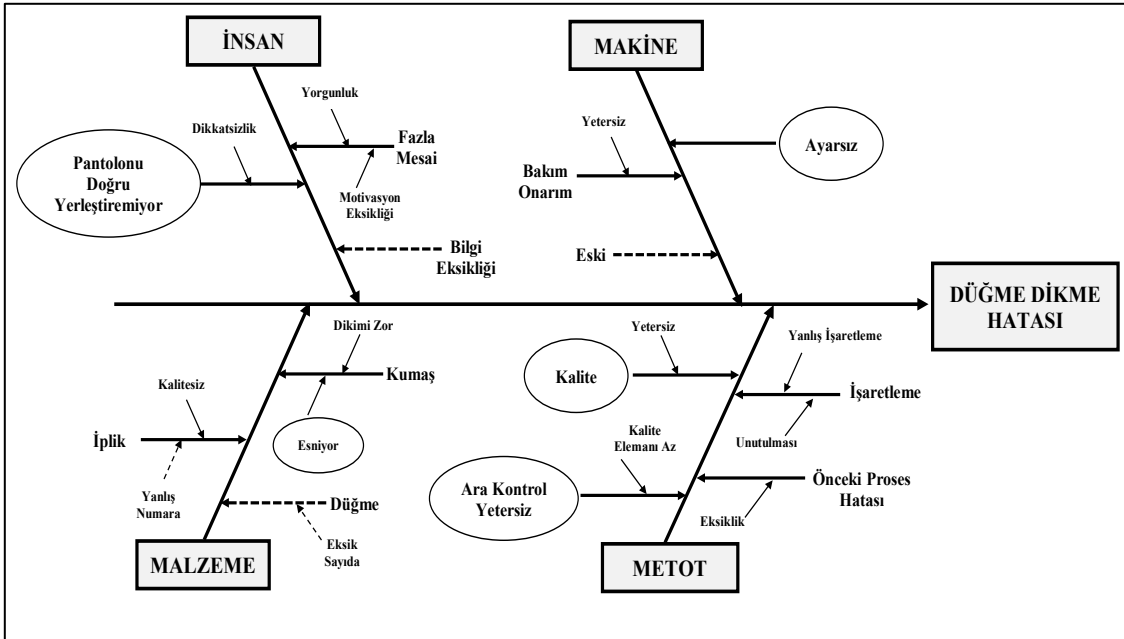 İNSAN
MAKİNE
Yorgunluk
Dikkatsizlik
Fazla
Mesai
Pantolonu
Doğru
Yerleştiremiyor
Motivasyon
Eksikliği
Bilgi
Eksikliği
Yetersiz
Ayarsız
Bakım
Onarım
Eski
DÜĞME DİKME
HATASI
Dikimi Zor
Kumaş
Kalitesiz
İplik
Esniyor
Yanlış
Numara
Düğme
Eksik
Sayıda
MALZEME
Yetersiz
Kalite
Yanlış İşaretleme
İşaretleme
Unutulması
Kalite
Elemanı Az
Ara Kontrol
Yetersiz
Önceki Proses
Hatası
Eksiklik
METOT